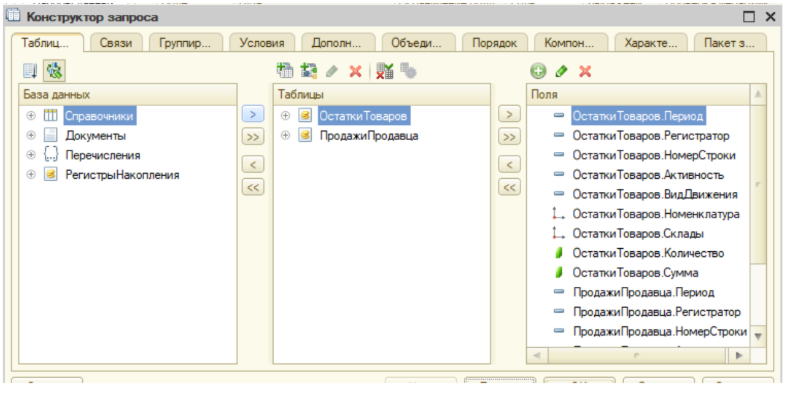 Конструктор запроса
Таблиц... Связи Группир... Условия Дополн... Объеди... Порядок Компон... Характе... Пакет з...
База данных
Справочники
Документы
Перечисления
РегистрыНакопления
>
>>
<
<<
Таблицы
ОстаткиТоваров
ПродажиПродавца
>
>>
<
<<
Поля
ОстаткиТоваров.Период
ОстаткиТоваров.Регистратор
ОстаткиТоваров.НомерСтроки
ОстаткиТоваров.Активность
ОстаткиТоваров.ВидДвижения
ОстаткиТоваров.Номенклатура
ОстаткиТоваров.Склады
ОстаткиТоваров.Количество
ОстаткиТоваров.Сумма
ПродажиПродавца.Период
ПродажиПродавца.Регистратор
ПродажиПродавца.НомерСтроки